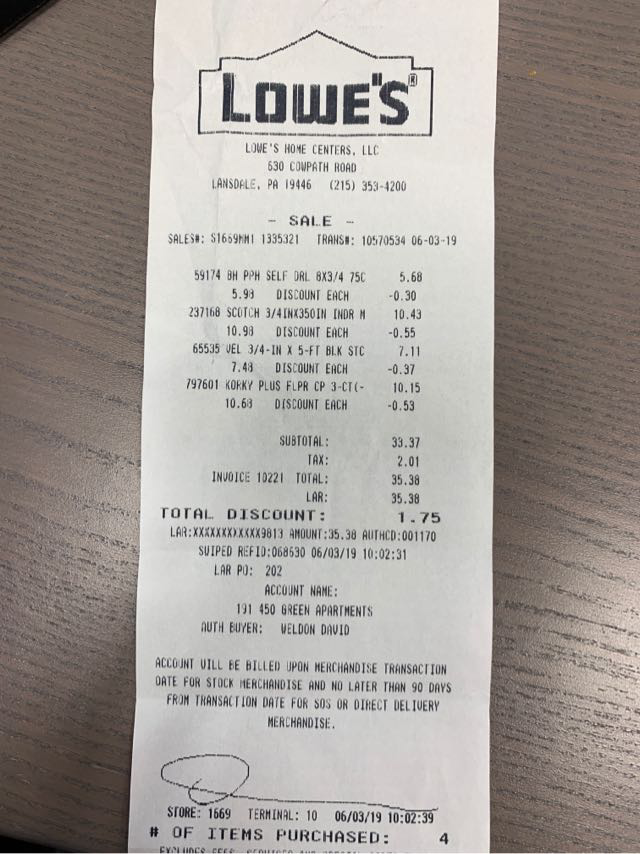 LOWE'S®
LOWE'S HOME CENTERS, LLC
630 COWPATH ROAD
LANSDALE, PA 19446 (215) 353-4200
- SALE -
SALES#: S1669MM1 1335321 TRANS#: 10570534 06-03-19
59174 BH PPH SELF DRL 8X3/4 75C 5.68
5.98 DISCOUNT EACH -0.30
237168 SCOTCH 3/4INX350IN INDR M 10.43
10.98 DISCOUNT EACH -0.55
65535 VEL 3/4-IN X 5-FT BLK STC 7.11
7.48 DISCOUNT EACH -0.37
797601 KORKY PLUS FLPR CP 3-CT(- 10.15
10.68 DISCOUNT EACH -0.53
SUBTOTAL: 33.37
TAX: 2.01
INVOICE 10221 TOTAL: 35.38
LAR: 35.38
TOTAL DISCOUNT: 1.75
LAR:XXXXXXXXXXXX9813 AMOUNT:35.38 AUTHCD:001170
SWIPED REFID:068630 06/03/19 10:02:31
LAR PO: 202
ACCOUNT NAME:
191 450 GREEN APARTMENTS
AUTH BUYER: WELDON DAVID
ACCOUNT WILL BE BILLED UPON MERCHANDISE TRANSACTION
DATE FOR STOCK MERCHANDISE AND NO LATER THAN 90 DAYS
FROM TRANSACTION DATE FOR SOS OR DIRECT DELIVERY
MERCHANDISE.
STORE: 1669 TERMINAL: 10 06/03/19 10:02:39
# OF ITEMS PURCHASED: 4
EXCLUDES FEES,